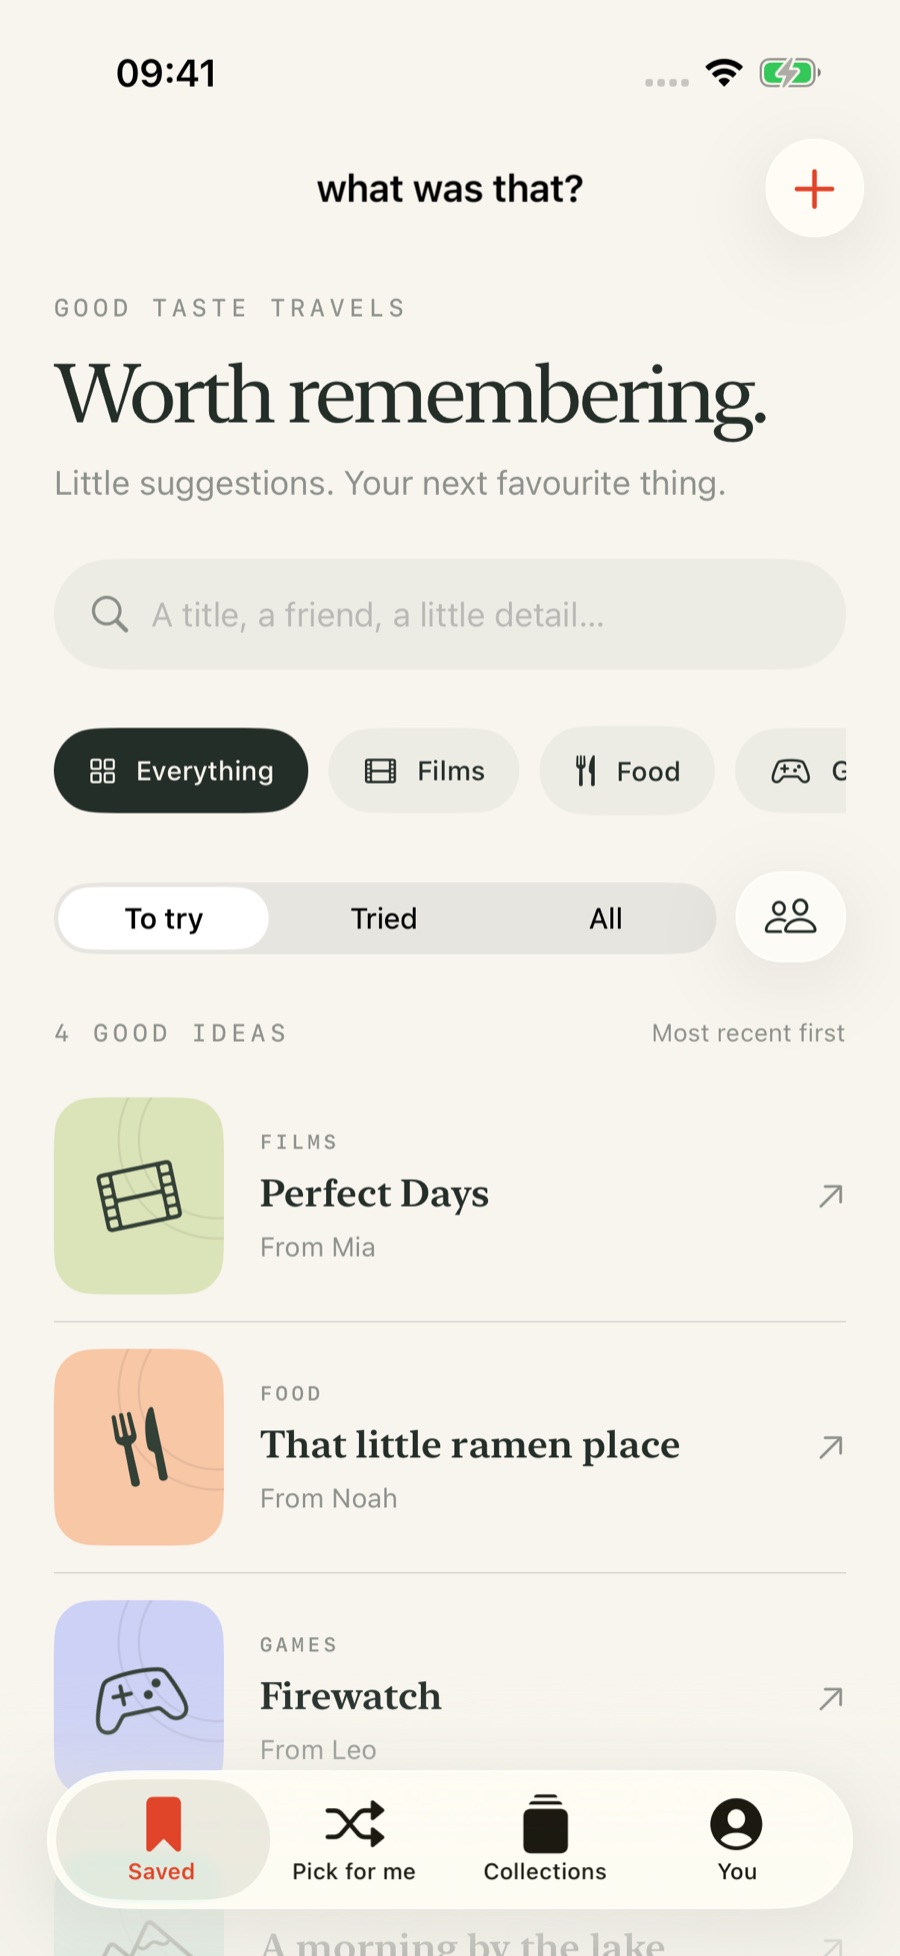 09:41
what was that?
GOOD TASTE TRAVELS
Worth remembering.
Little suggestions. Your next favourite thing.
A title, a friend, a little detail...
Everything
Films
Food
G
To try
Tried
All
4 GOOD IDEAS
Most recent first
FILMS
Perfect Days
From Mia
FOOD
That little ramen place
From Noah
GAMES
Firewatch
From Leo
Saved
Pick for me
Collections
You
A morning by the lake